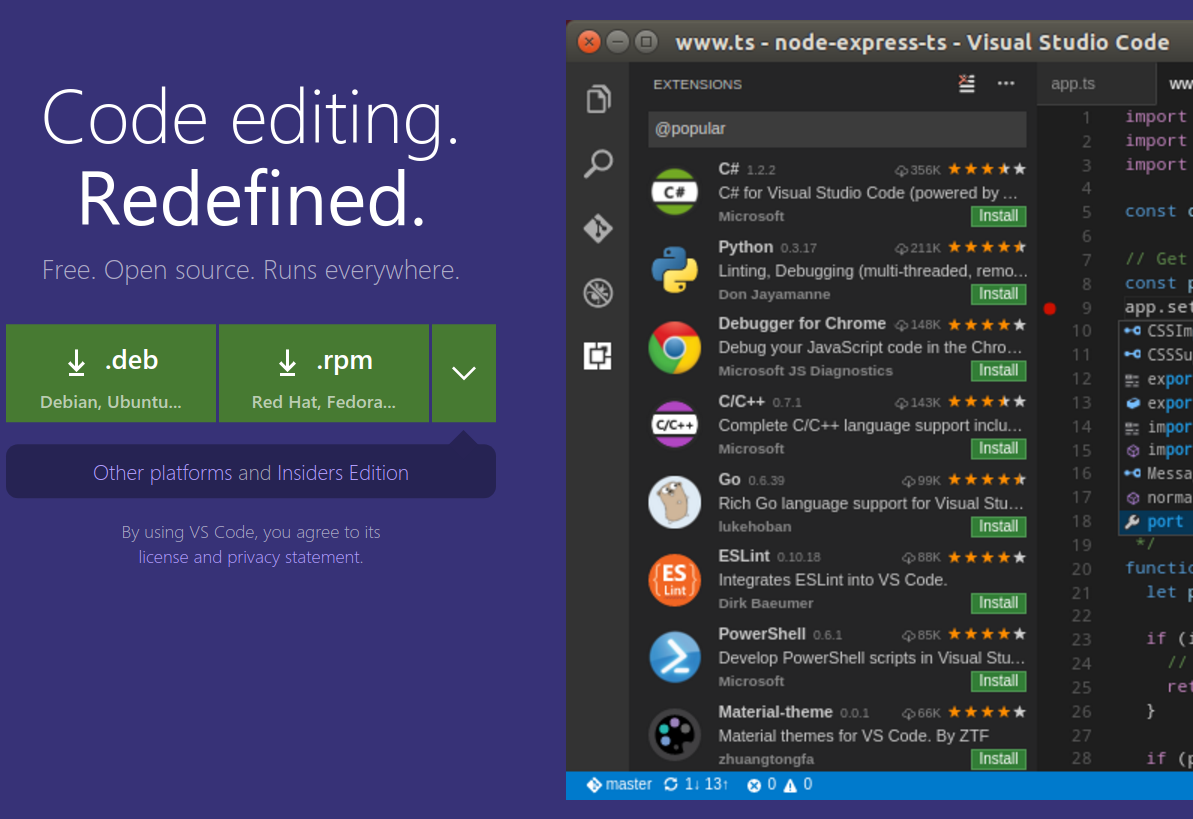 Code editing.
Redefined.
Free. Open source. Runs everywhere.
.deb
Debian, Ubuntu...
.rpm
Red Hat, Fedora...
Other platforms and Insiders Edition
By using VS Code, you agree to its
license and privacy statement.
www.ts - node-express-ts - Visual Studio Code
EXTENSIONS
@popular
C# 1.2.2 356K
C# for Visual Studio Code (powered by ...
Microsoft Install
Python 0.3.17 211K
Linting, Debugging (multi-threaded, remo...
Don Jayamanne Install
Debugger for Chrome 148K
Debug your JavaScript code in the Chro...
Microsoft JS Diagnostics Install
C/C++ 0.7.1 143K
C/C++
Complete C/C++ language support inclu...
Microsoft Install
Go 0.6.39 99K
Rich Go language support for Visual Stu...
lukehoban Install
ESLint 0.10.18 88K
ES
Lint
Integrates ESLint into VS Code.
Dirk Baeumer Install
PowerShell 0.6.1 85K
Develop PowerShell scripts in Visual Stu...
Microsoft Install
Material-theme 0.0.1 66K
Material themes for VS Code. By ZTF
zhuangtongfa Install
app.ts ww
1 import
2 import
3 import
4
5 const
6
7 // Get
8 const p
9 app.set
10 CSSIm
11 CSSSu
12 expor
13 expor
14 impor
15 impor
16 Messa
17 norma
18 port
19 */
20 functio
21 let p
22
23 if (i
24 //
25 ret
26 }
27
28 if (p
master 1↓ 13↑ 0 0